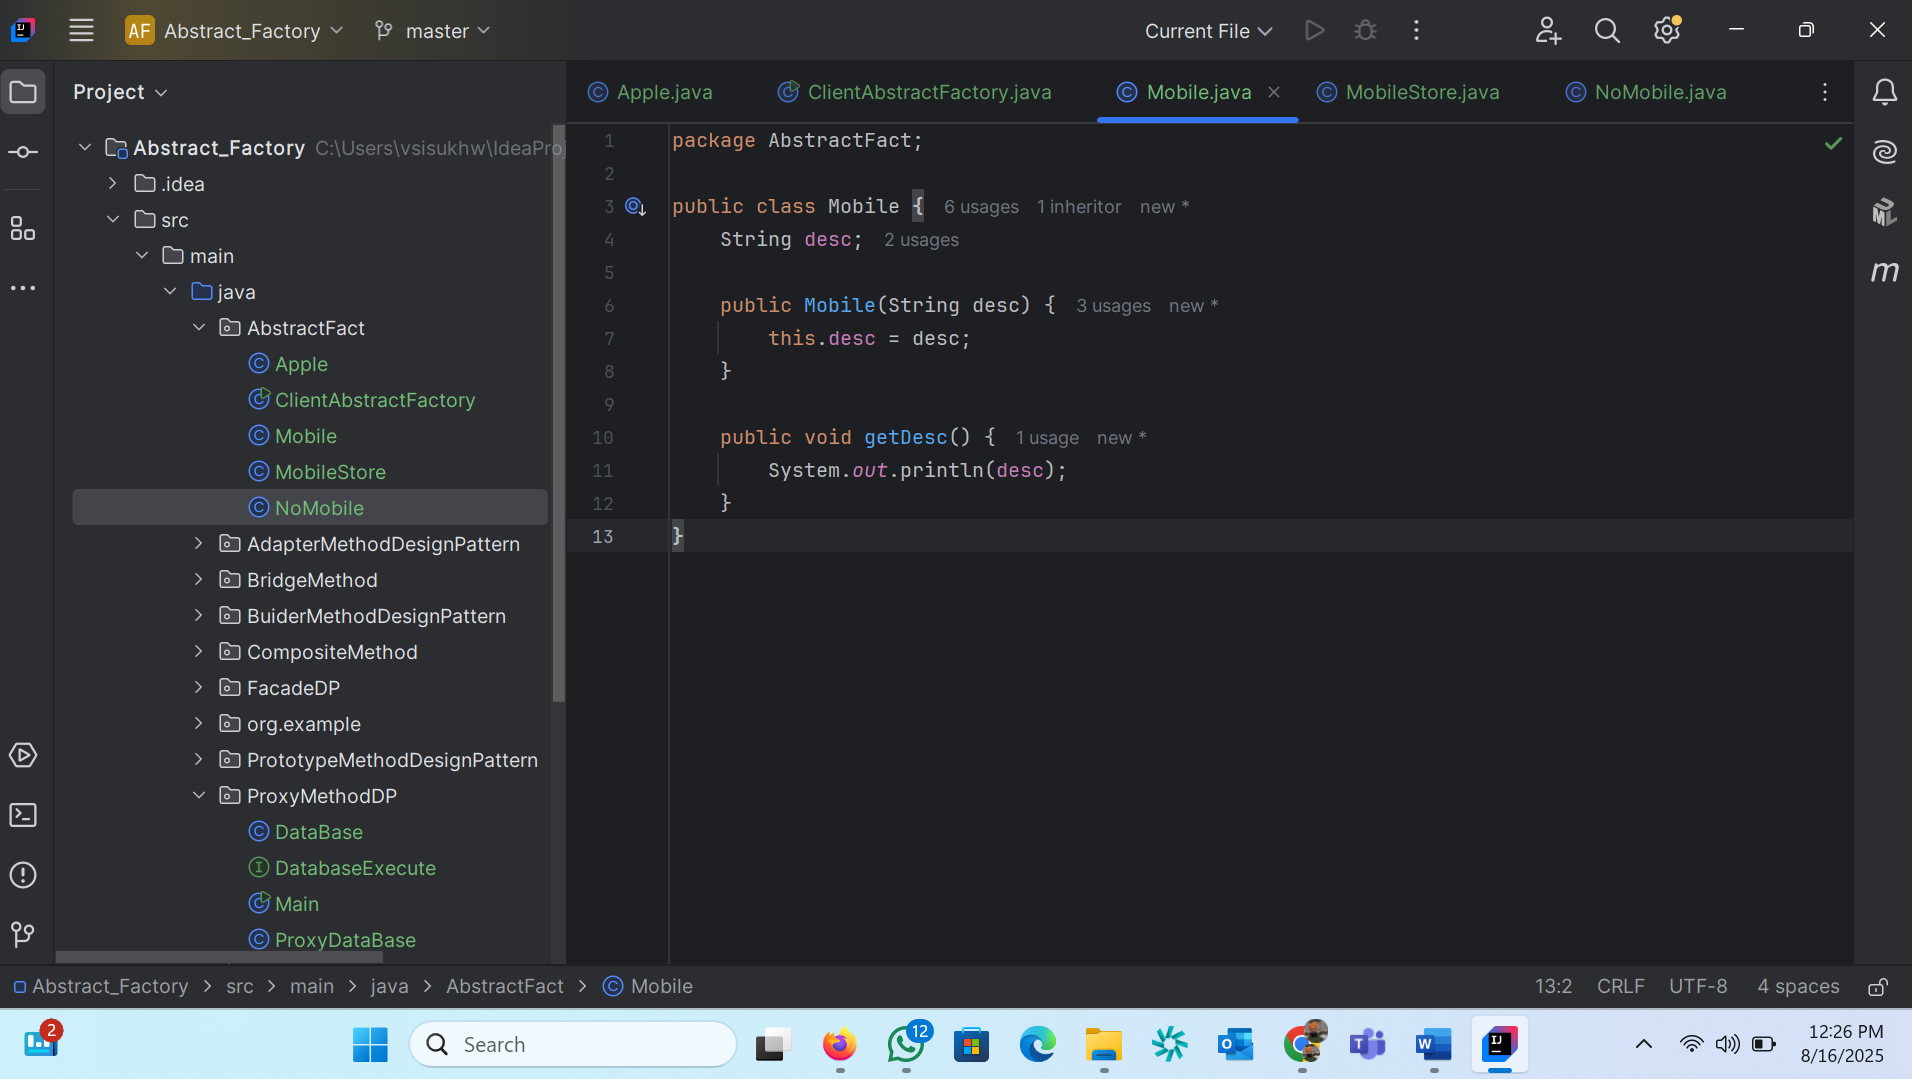 AF Abstract_Factory master Current File
Project
Abstract_Factory C:\Users\vsisukhw\IdeaProj
.idea
src
main
java
AbstractFact
Apple
ClientAbstractFactory
Mobile
MobileStore
NoMobile
AdapterMethodDesignPattern
BridgeMethod
BuiderMethodDesignPattern
CompositeMethod
FacadeDP
org.example
PrototypeMethodDesignPattern
ProxyMethodDP
DataBase
DatabaseExecute
Main
ProxyDataBase
Apple.java ClientAbstractFactory.java Mobile.java MobileStore.java NoMobile.java
1 package AbstractFact;
2
3 public class Mobile { 6 usages 1 inheritor new *
4 String desc; 2 usages
5
6 public Mobile(String desc) { 3 usages new *
7 this.desc = desc;
8 }
9
10 public void getDesc() { 1 usage new *
11 System.out.println(desc);
12 }
13 }
m
Abstract_Factory > src > main > java > AbstractFact > Mobile 13:2 CRLF UTF-8 4 spaces
2 Search 12 12:26 PM
8/16/2025